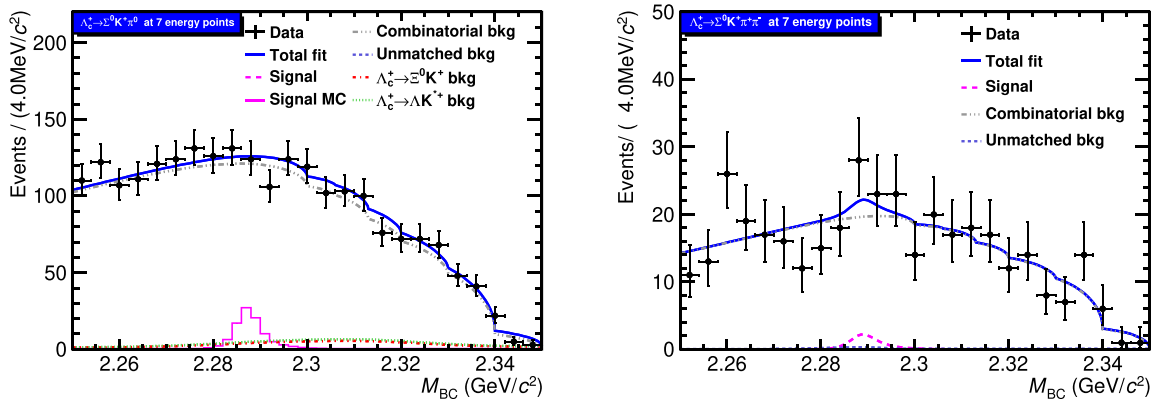 Λc+→Σ0K+π0 at 7 energy points
Data
Total fit
Signal
Signal MC
Combinatorial bkg
Unmatched bkg
Λc+→Ξ0K+ bkg
Λc+→ΛK*+ bkg
Events / (4.0MeV/c2)
0
50
100
150
200
2.26
2.28
2.3
2.32
2.34
MBC (GeV/c2)
Λc+→Σ0K+π+π- at 7 energy points
Data
Total fit
Signal
Combinatorial bkg
Unmatched bkg
Events/ ( 4.0MeV/c2)
0
10
20
30
40
50
2.26
2.28
2.3
2.32
2.34
MBC (GeV/c2)